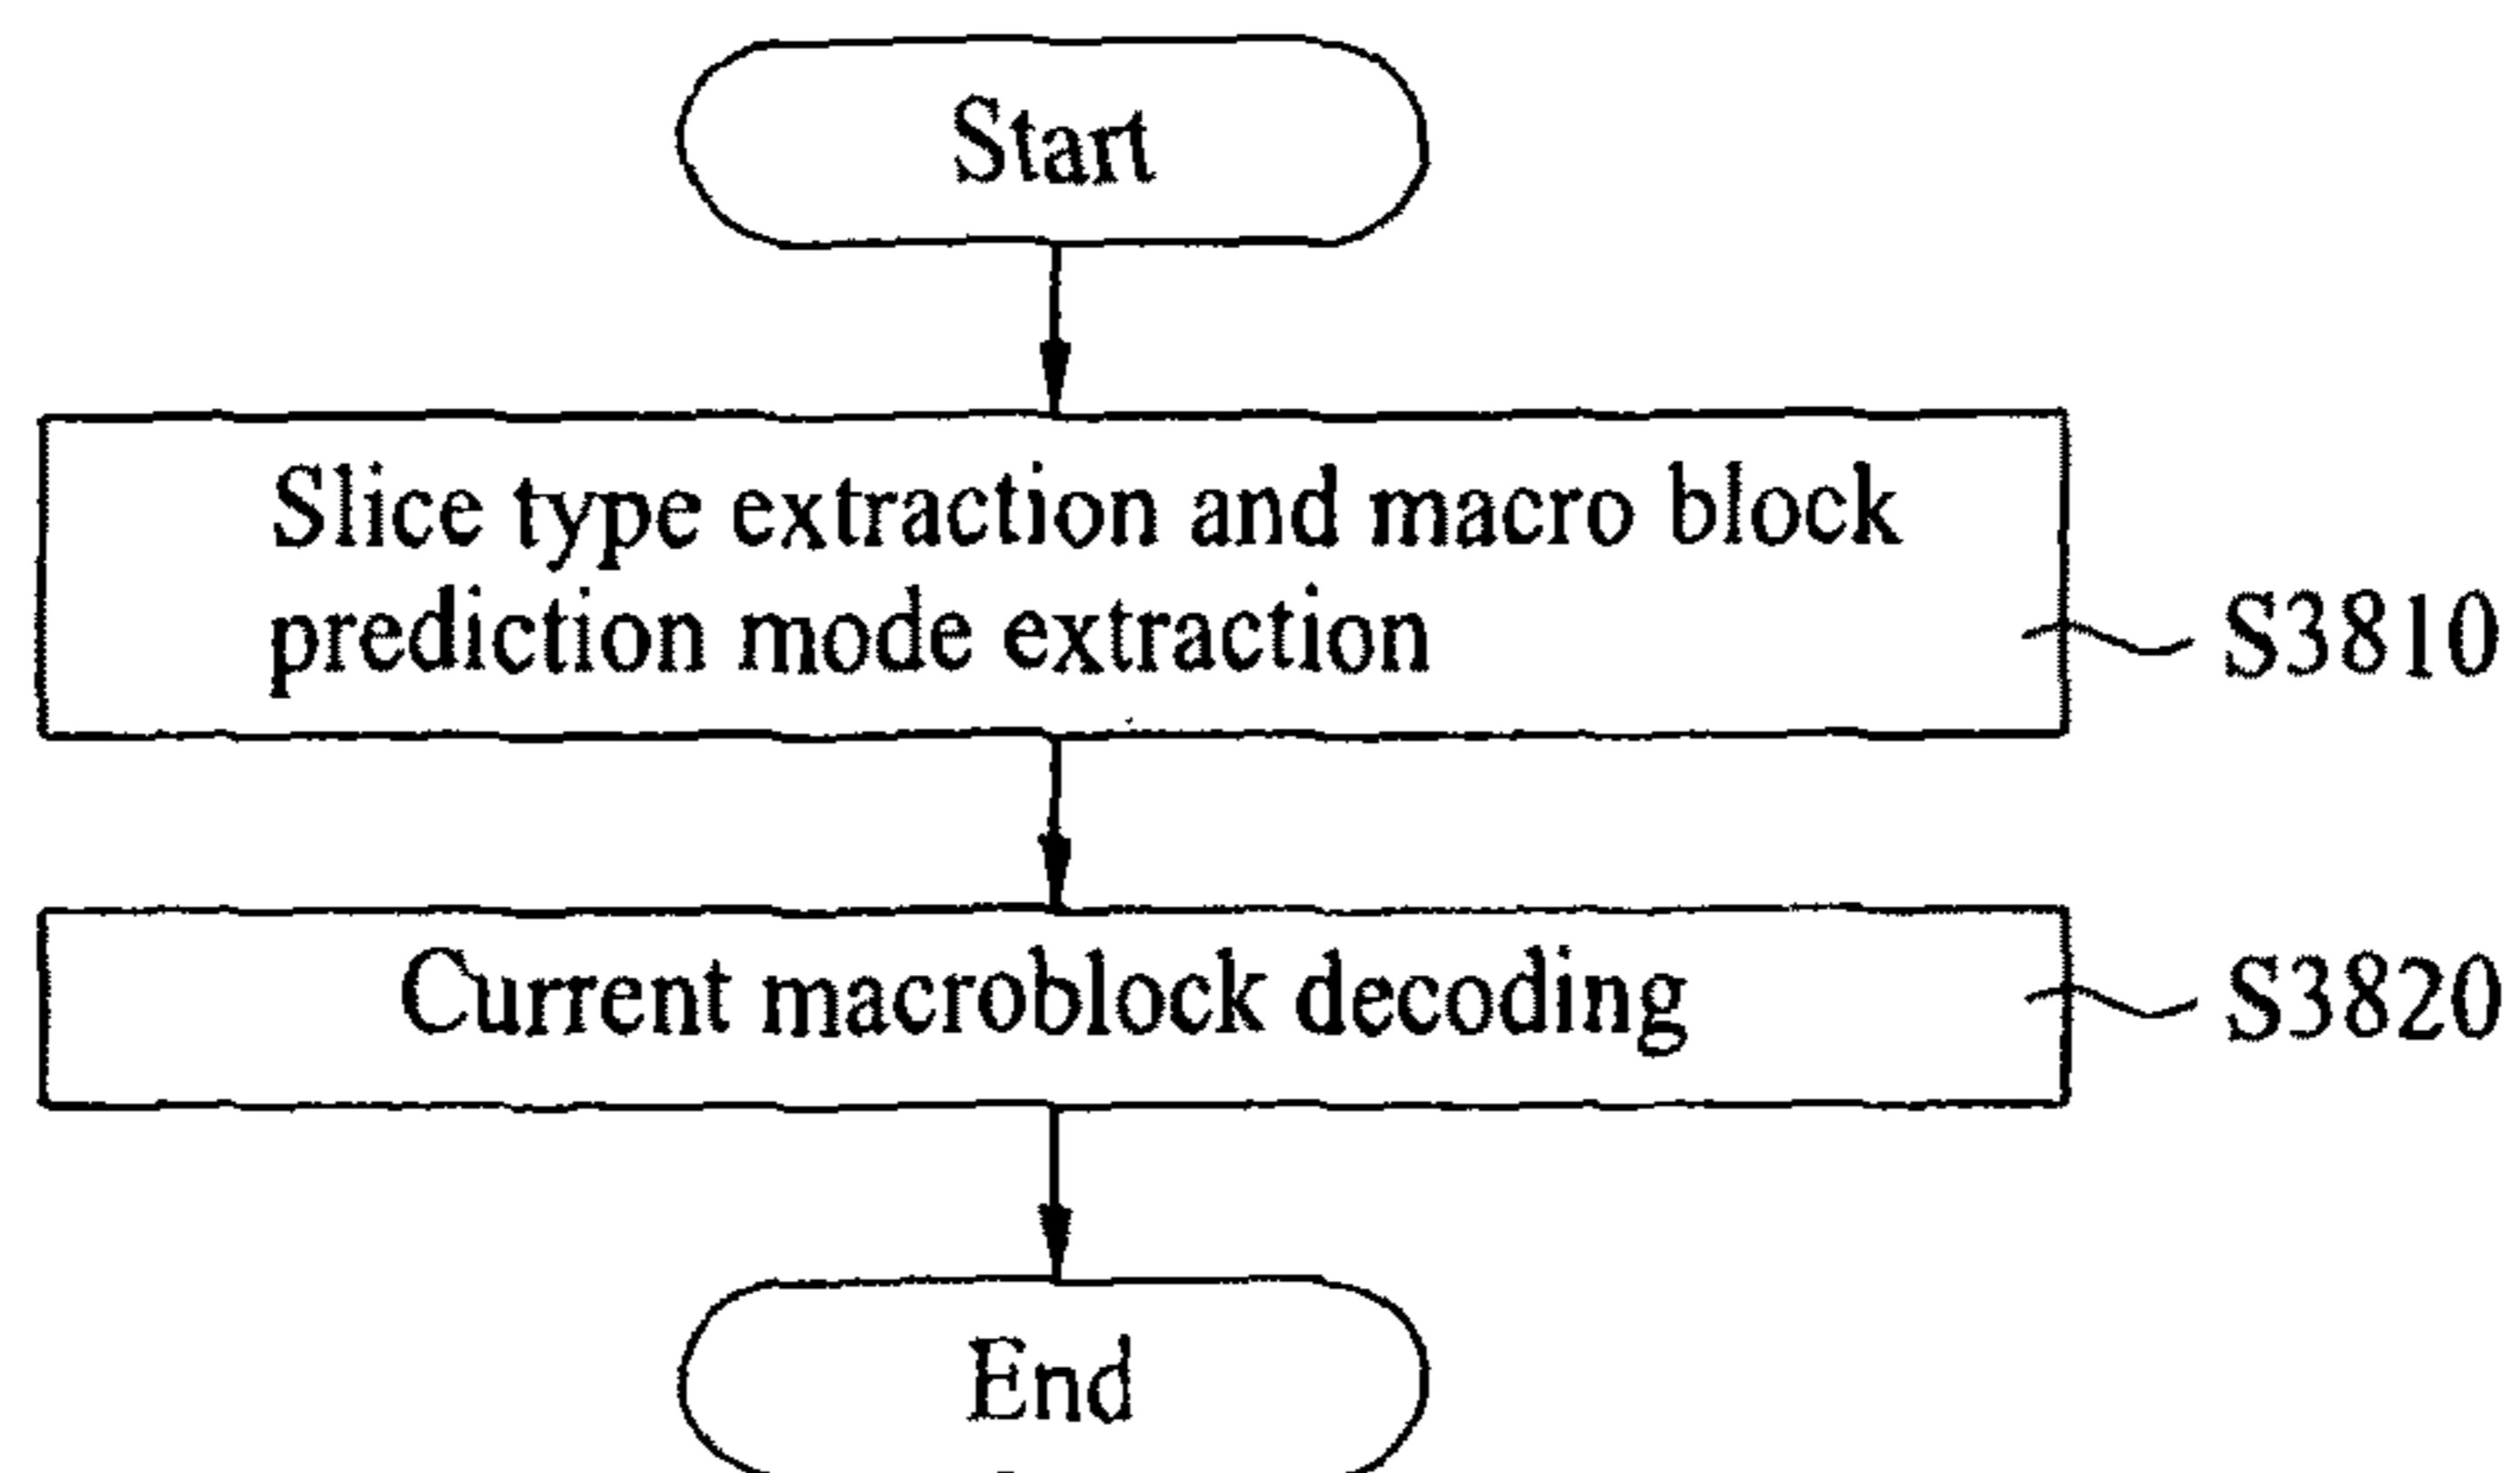 Start
Slice type extraction and macro block
prediction mode extraction
S3810
Current macroblock decoding
S3820
End